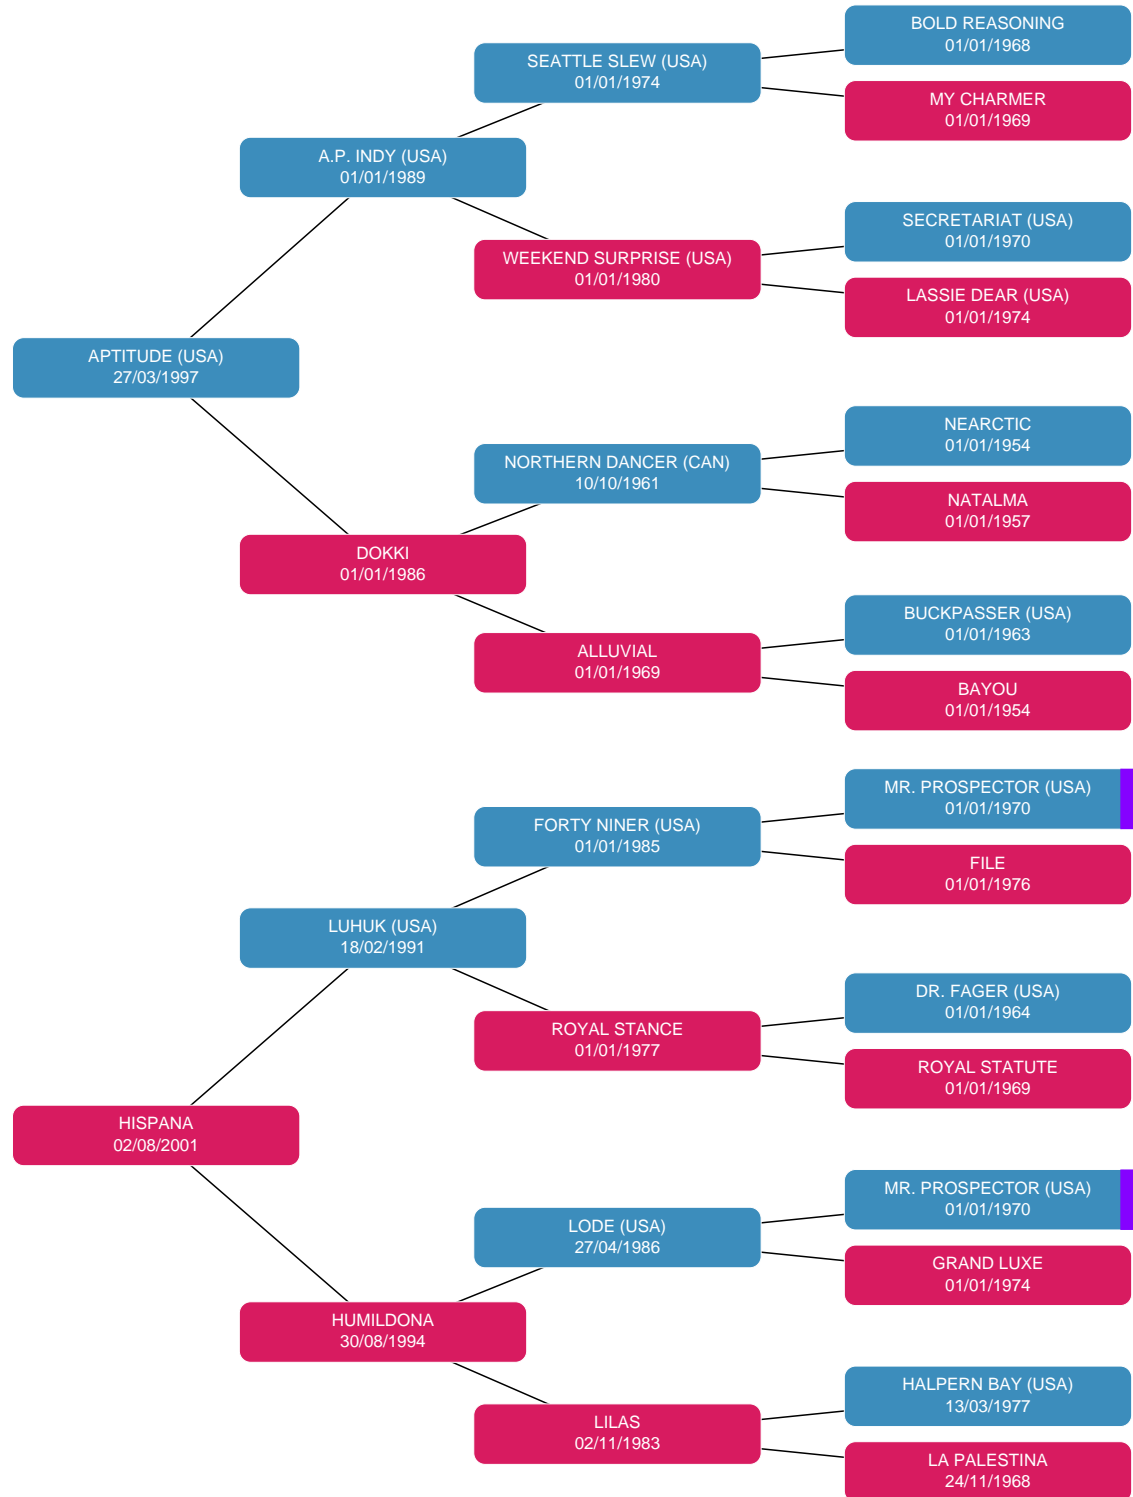 BOLD REASONING
01/01/1968
SEATTLE SLEW (USA)
01/01/1974
MY CHARMER
01/01/1969
A.P. INDY (USA)
01/01/1989
SECRETARIAT (USA)
01/01/1970
WEEKEND SURPRISE (USA)
01/01/1980
LASSIE DEAR (USA)
01/01/1974
APTITUDE (USA)
27/03/1997
NEARCTIC
01/01/1954
NORTHERN DANCER (CAN)
10/10/1961
NATALMA
01/01/1957
DOKKI
01/01/1986
BUCKPASSER (USA)
01/01/1963
ALLUVIAL
01/01/1969
BAYOU
01/01/1954
MR. PROSPECTOR (USA)
01/01/1970
FORTY NINER (USA)
01/01/1985
FILE
01/01/1976
LUHUK (USA)
18/02/1991
DR. FAGER (USA)
01/01/1964
ROYAL STANCE
01/01/1977
ROYAL STATUTE
01/01/1969
HISPANA
02/08/2001
MR. PROSPECTOR (USA)
01/01/1970
LODE (USA)
27/04/1986
GRAND LUXE
01/01/1974
HUMILDONA
30/08/1994
HALPERN BAY (USA)
13/03/1977
LILAS
02/11/1983
LA PALESTINA
24/11/1968